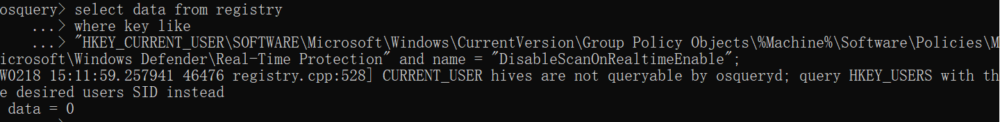 osquery> select data from registry
...> where key like
...> "HKEY_CURRENT_USER\SOFTWARE\Microsoft\Windows\CurrentVersion\Group Policy Objects\%Machine%\Software\Policies\M
icrosoft\Windows Defender\Real-Time Protection" and name = "DisableScanOnRealtimeEnable";
W0218 15:11:59.257941 46476 registry.cpp:528] CURRENT_USER hives are not queryable by osqueryd; query HKEY_USERS with th
e desired users SID instead
data = 0